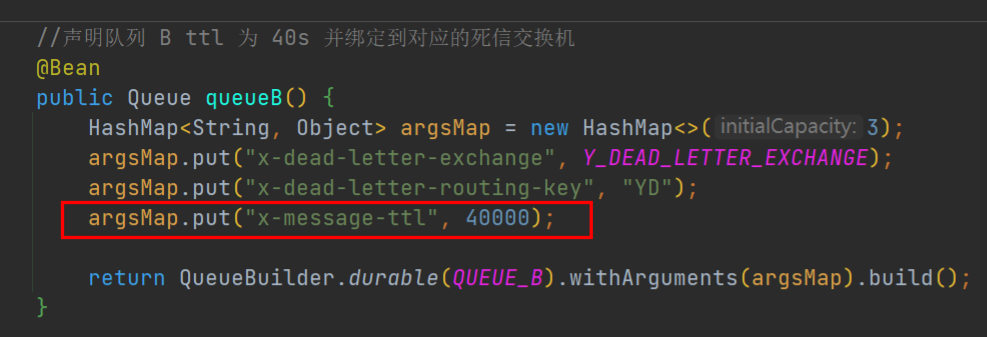 //声明队列 B ttl 为 40s 并绑定到对应的死信交换机
@Bean
public Queue queueB() {
HashMap<String, Object> argsMap = new HashMap<>( initialCapacity: 3);
argsMap.put("x-dead-letter-exchange", Y_DEAD_LETTER_EXCHANGE);
argsMap.put("x-dead-letter-routing-key", "YD");
argsMap.put("x-message-ttl", 40000);
return QueueBuilder.durable(QUEUE_B).withArguments(argsMap).build();
}